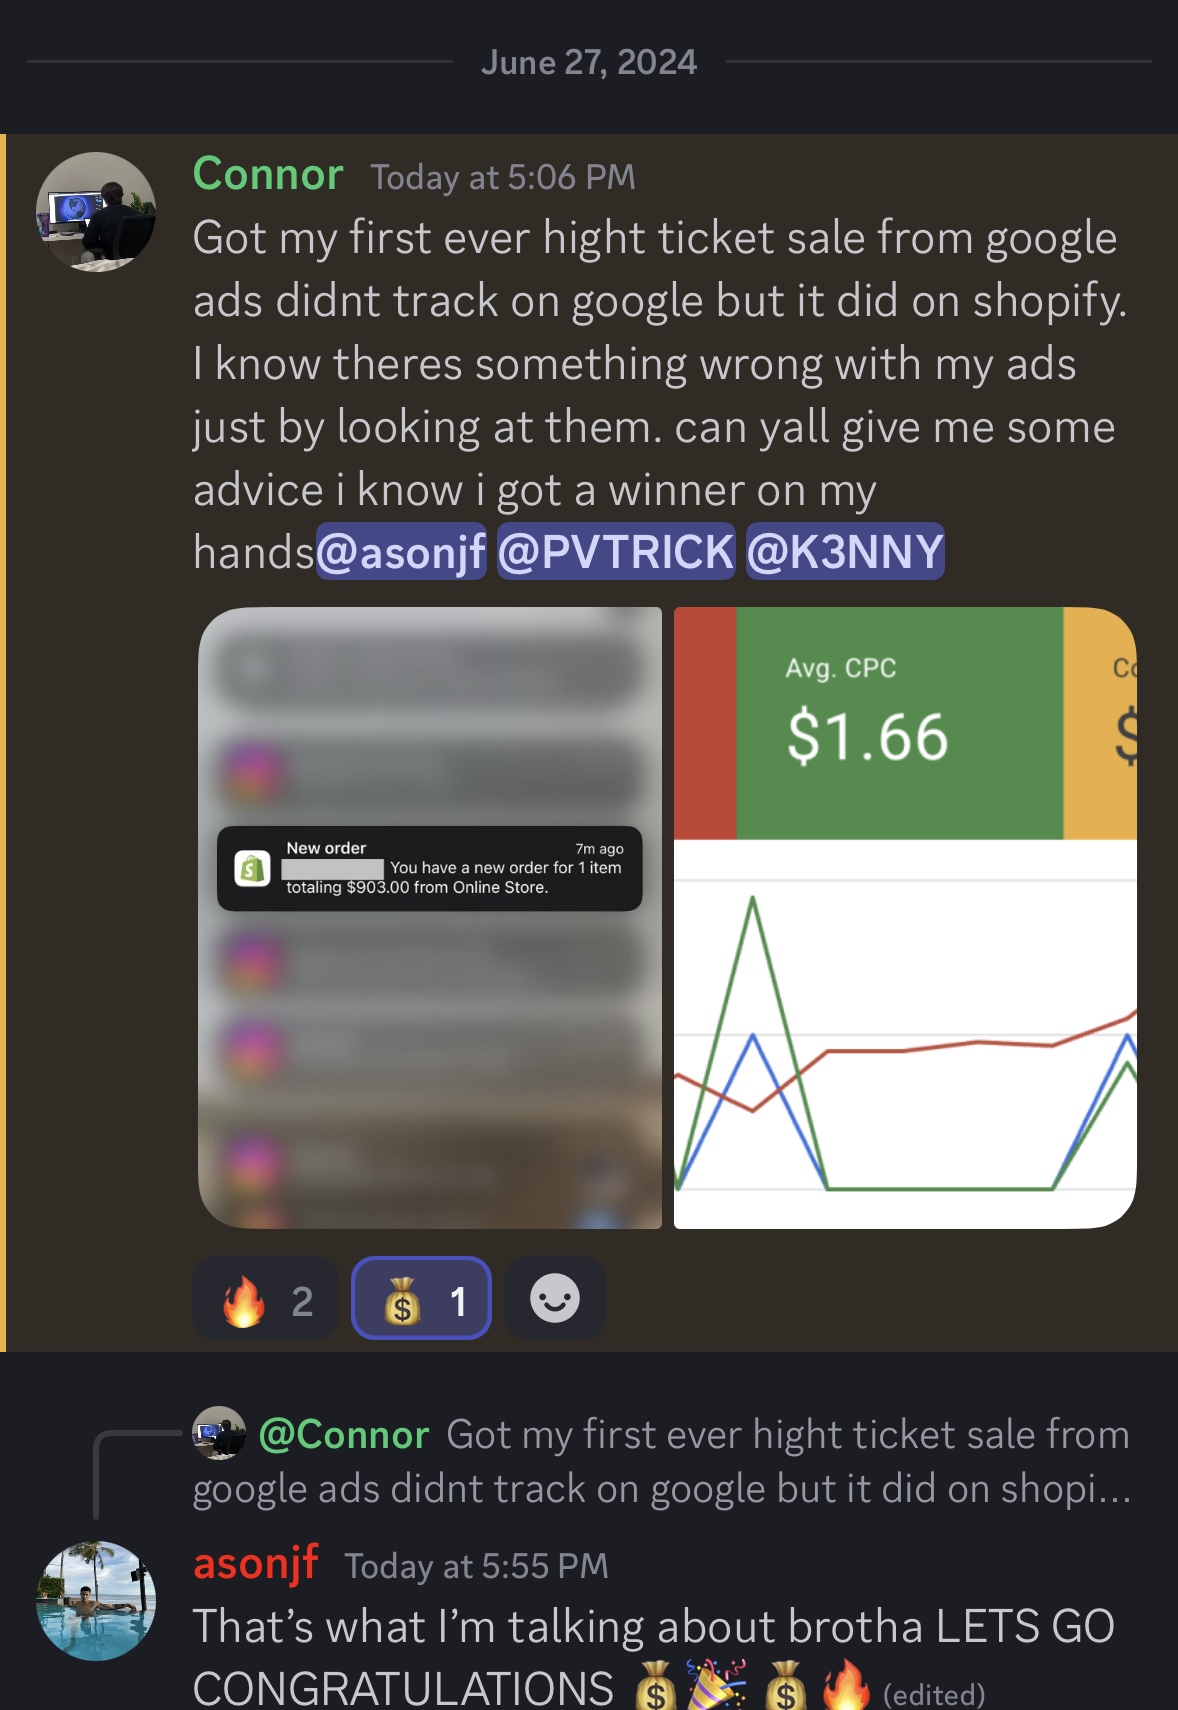 June 27, 2024
Connor Today at 5:06 PM
Got my first ever hight ticket sale from google
ads didnt track on google but it did on shopify.
I know theres something wrong with my ads
just by looking at them. can yall give me some
advice i know i got a winner on my
hands@asonjf @PVTRICK @K3NNY
New order 7m ago
You have a new order for 1 item
totaling $903.00 from Online Store.
Avg. CPC
$1.66
Co
$
🔥 2 💰 1
@Connor Got my first ever hight ticket sale from
google ads didnt track on google but it did on shopi...
asonjf Today at 5:55 PM
That's what I'm talking about brotha LETS GO
CONGRATULATIONS 💰🎉💰🔥 (edited)